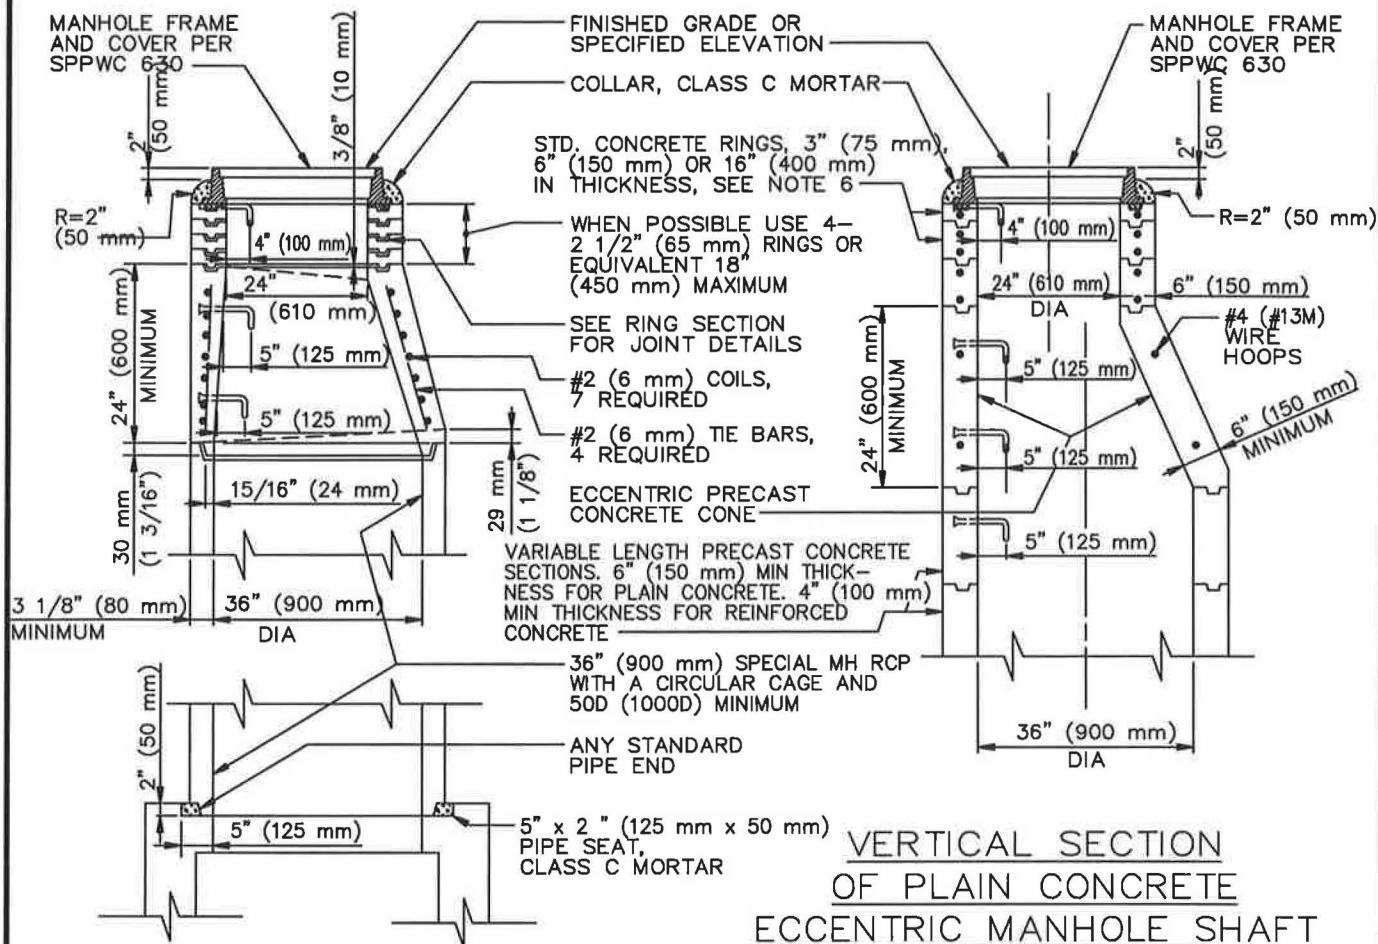 MANHOLE FRAME
AND COVER PER
SPPWC 630
2"
(50 mm)
3/8" (10 mm)
FINISHED GRADE OR
SPECIFIED ELEVATION
COLLAR, CLASS C MORTAR
STD. CONCRETE RINGS, 3" (75 mm),
6" (150 mm) OR 16" (400 mm)
IN THICKNESS, SEE NOTE 6
WHEN POSSIBLE USE 4–
2 1/2" (65 mm) RINGS OR
EQUIVALENT 18"
(450 mm) MAXIMUM
SEE RING SECTION
FOR JOINT DETAILS
#2 (6 mm) COILS,
7 REQUIRED
#2 (6 mm) TIE BARS,
4 REQUIRED
ECCENTRIC PRECAST
CONCRETE CONE
VARIABLE LENGTH PRECAST CONCRETE
SECTIONS. 6" (150 mm) MIN THICK–
NESS FOR PLAIN CONCRETE. 4" (100 mm)
MIN THICKNESS FOR REINFORCED
CONCRETE
36" (900 mm) SPECIAL MH RCP
WITH A CIRCULAR CAGE AND
50D (1000D) MINIMUM
ANY STANDARD
PIPE END
5" x 2 " (125 mm x 50 mm)
PIPE SEAT,
CLASS C MORTAR
R=2"
(50 mm)
4" (100 mm)
24"
(610 mm)
24" (600 mm)
MINIMUM
5" (125 mm)
5" (125 mm)
15/16" (24 mm)
30 mm
(1 3/16")
29 mm
(1 1/8")
3 1/8" (80 mm)
MINIMUM
36" (900 mm)
DIA
2" (50 mm)
5" (125 mm)
MANHOLE FRAME
AND COVER PER
SPPWC 630
2"
(50 mm)
R=2" (50 mm)
4" (100 mm)
24" (610 mm)
DIA
6" (150 mm)
#4 (#13M)
WIRE
HOOPS
24" (600 mm)
MINIMUM
5" (125 mm)
6" (150 mm)
MINIMUM
5" (125 mm)
5" (125 mm)
36" (900 mm)
DIA
VERTICAL SECTION
OF PLAIN CONCRETE
ECCENTRIC MANHOLE SHAFT